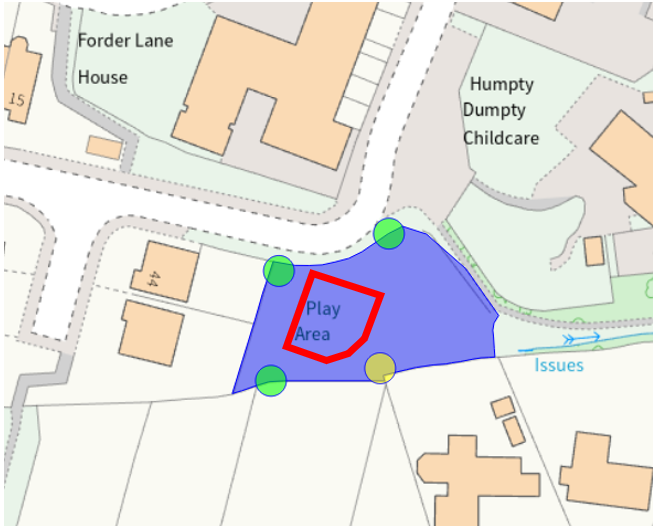 Forder Lane
House
Humpty
Dumpty
Childcare
15
44
Play
Area
Issues